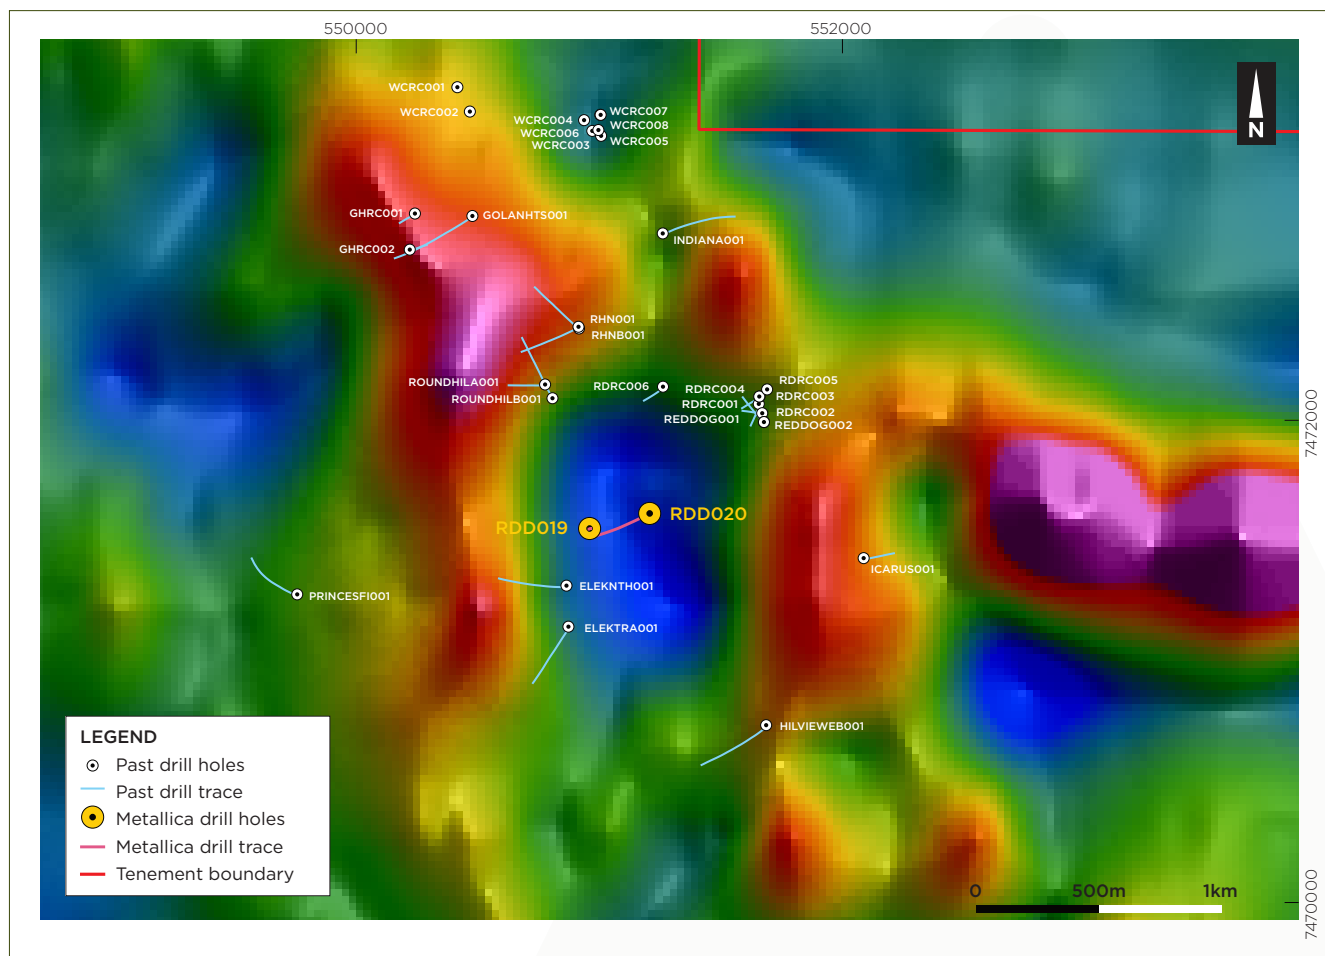 550000
552000
WCRC001
WCRC002
WCRC007
WCRC004
WCRC008
WCRC006
WCRC005
WCRC003
N
GHRC001
GOLANHTS001
GHRC002
INDIANA001
RHN001
RHNB001
ROUNDHILA001
RDRC006
RDRC004
RDRC005
ROUNDHILB001
RDRC001
RDRC003
REDDOG001
RDRC002
REDDOG002
7472000
RDD019
RDD020
ICARUS001
ELEKNTH001
PRINCESFI001
ELEKTRA001
HILVIEWEB001
LEGEND
Past drill holes
Past drill trace
Metallica drill holes
Metallica drill trace
Tenement boundary
0 500m 1km
7470000